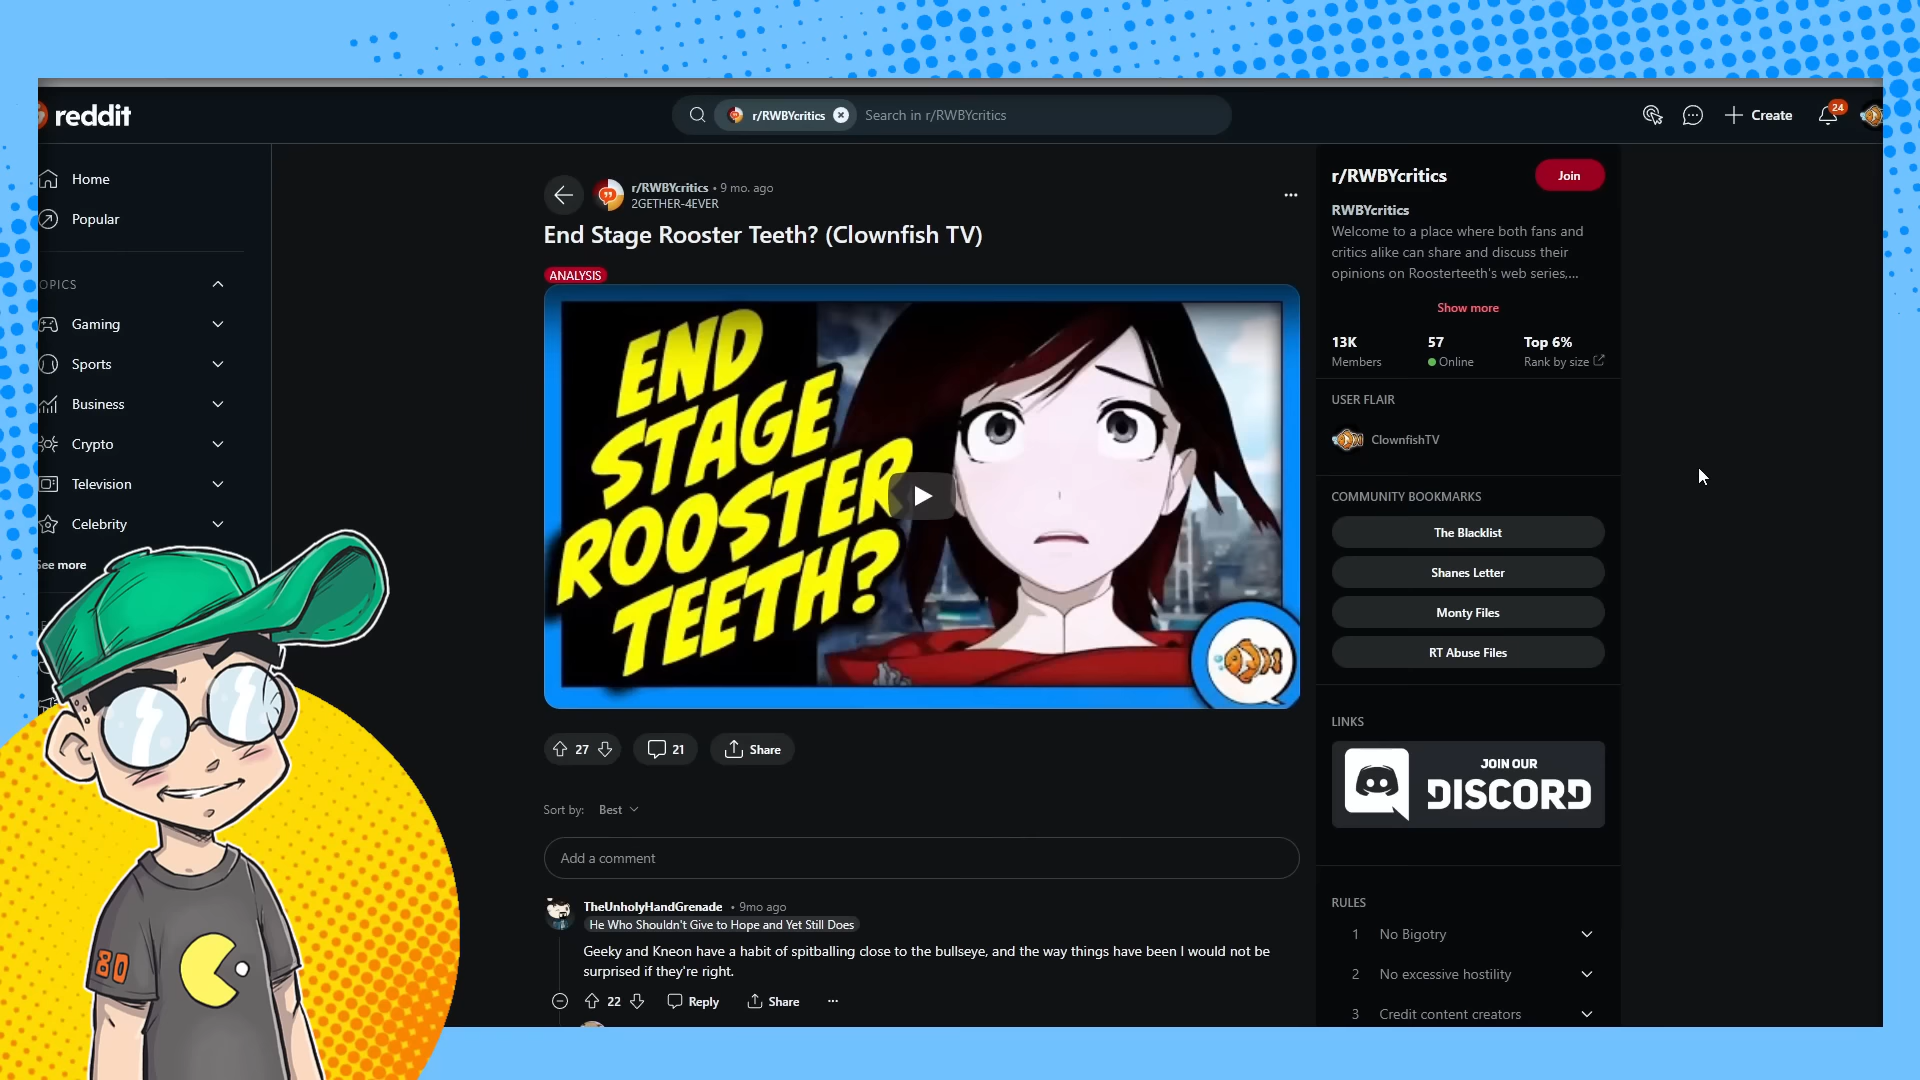 reddit
r/RWBYcritics
Search in r/RWBYcritics
Create
24
Home
Popular
OPICS
Gaming
Sports
Business
Crypto
Television
Celebrity
See more
r/RWBYcritics • 9 mo. ago
2GETHER-4EVER
End Stage Rooster Teeth? (Clownfish TV)
ANALYSIS
END
STAGE
ROOSTER
TEETH?
27
21
Share
Sort by:
Best
Add a comment
TheUnholyHandGrenade • 9mo ago
He Who Shouldn't Give to Hope and Yet Still Does
Geeky and Kneon have a habit of spitballing close to the bullseye, and the way things have been I would not be
surprised if they're right.
22
Reply
Share
r/RWBYcritics
Join
RWBYcritics
Welcome to a place where both fans and
critics alike can share and discuss their
opinions on Roosterteeth's web series,...
Show more
13K
57
Top 6%
Members
Online
Rank by size
USER FLAIR
ClownfishTV
COMMUNITY BOOKMARKS
The Blacklist
Shanes Letter
Monty Files
RT Abuse Files
LINKS
JOIN OUR
DISCORD
RULES
1 No Bigotry
2 No excessive hostility
3 Credit content creators
80